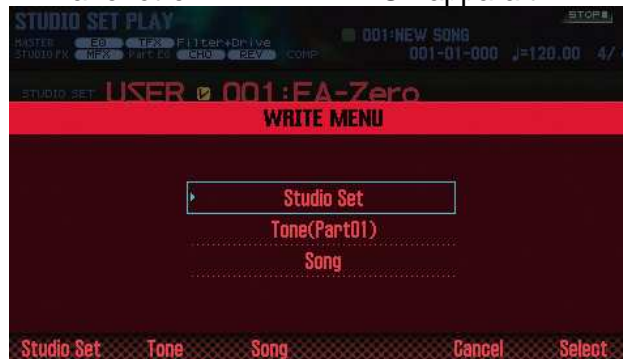 STUDIO SET PLAY
STOP
MASTER EQ TFX Filter+Drive
001:NEW SONG
STUDIO FX MFX Part EQ CHO REV COMP
001-01-000 ♩=120.00 4/
STUDIO SET USER 001:FA-Zero
WRITE MENU
Studio Set
Tone(Part01)
Song
Studio Set Tone Song Cancel Select